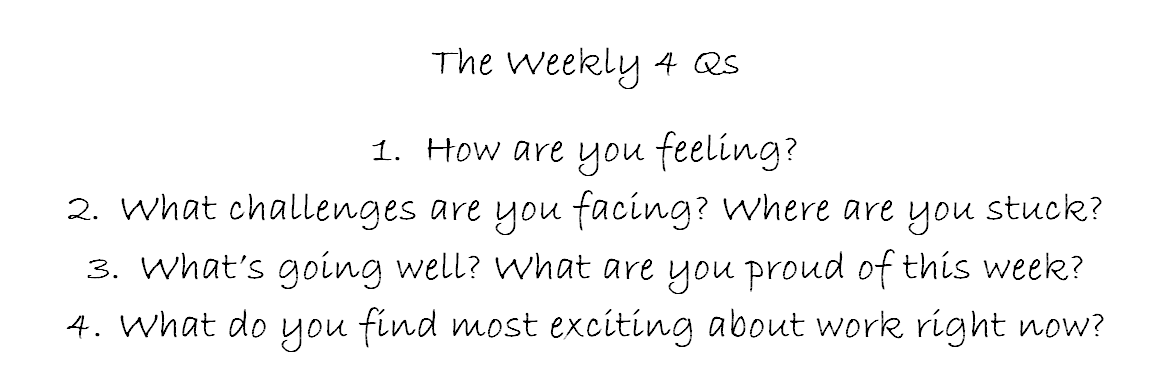 The Weekly 4 Qs
1. How are you feeling?
2. What challenges are you facing? Where are you stuck?
3. What's going well? What are you proud of this week?
4. What do you find most exciting about work right now?